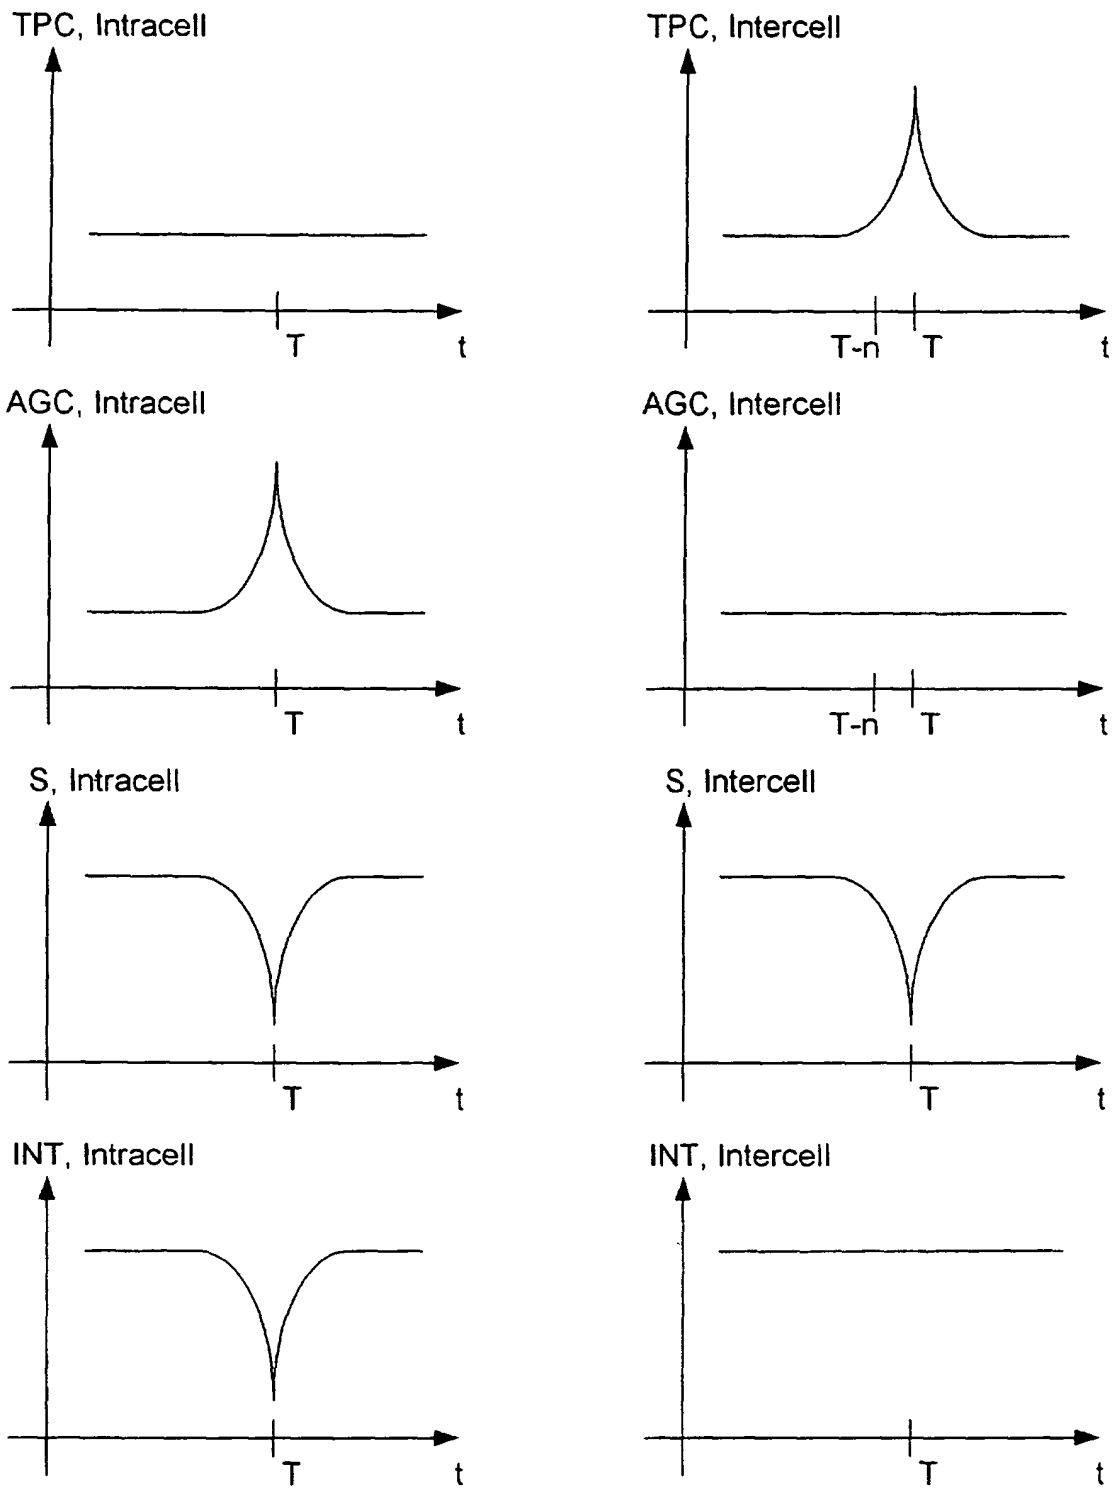 TPC, Intracell
TPC, Intercell
T
t
T-n
T
t
AGC, Intracell
AGC, Intercell
T
t
T-n
T
t
S, Intracell
S, Intercell
T
t
T
t
INT, Intracell
INT, Intercell
T
t
T
t